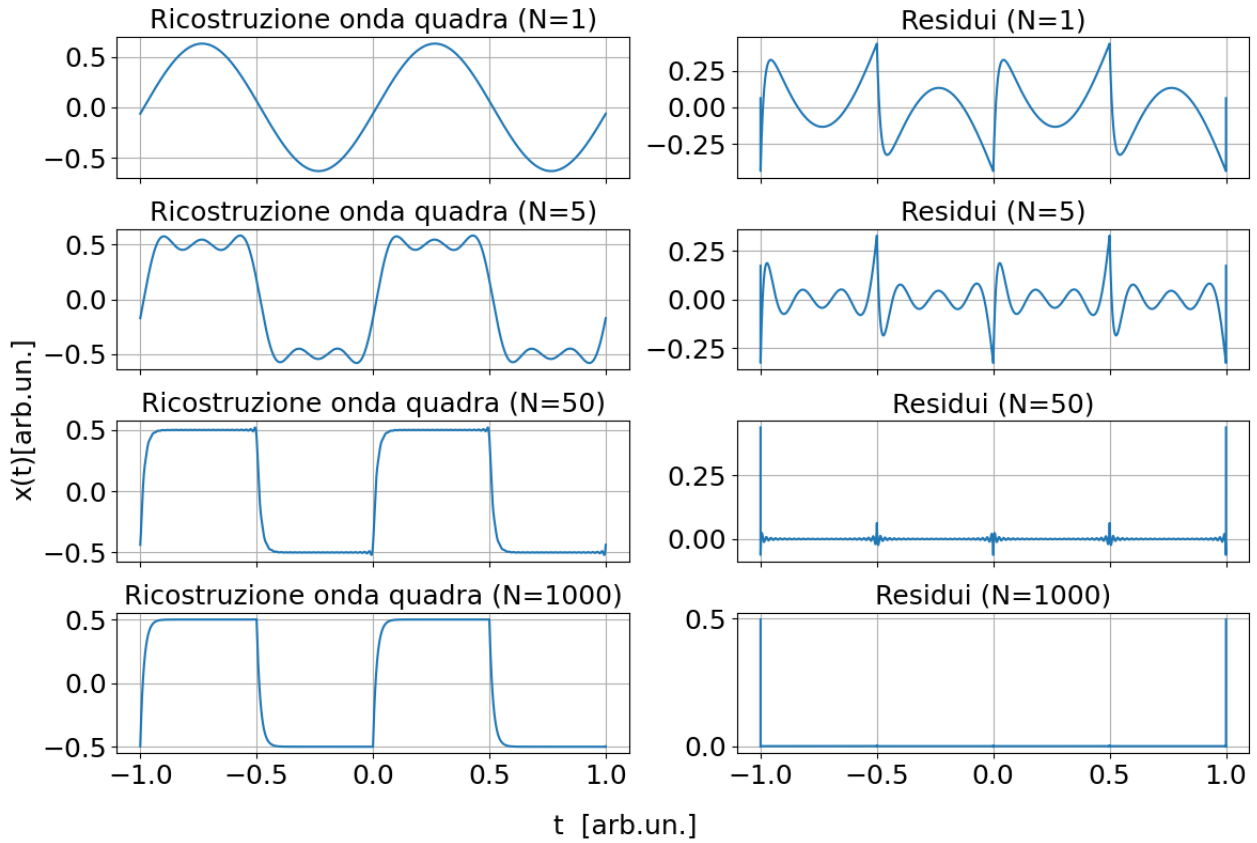 Ricostruzione onda quadra (N=1)
0.5
0.0
−0.5
Residui (N=1)
0.25
0.00
−0.25
Ricostruzione onda quadra (N=5)
0.5
0.0
−0.5
Residui (N=5)
0.25
0.00
−0.25
Ricostruzione onda quadra (N=50)
0.5
0.0
−0.5
Residui (N=50)
0.25
0.00
Ricostruzione onda quadra (N=1000)
0.5
0.0
−0.5
−1.0 −0.5 0.0 0.5 1.0
Residui (N=1000)
0.5
0.0
−1.0 −0.5 0.0 0.5 1.0
x(t)[arb.un.]
t [arb.un.]